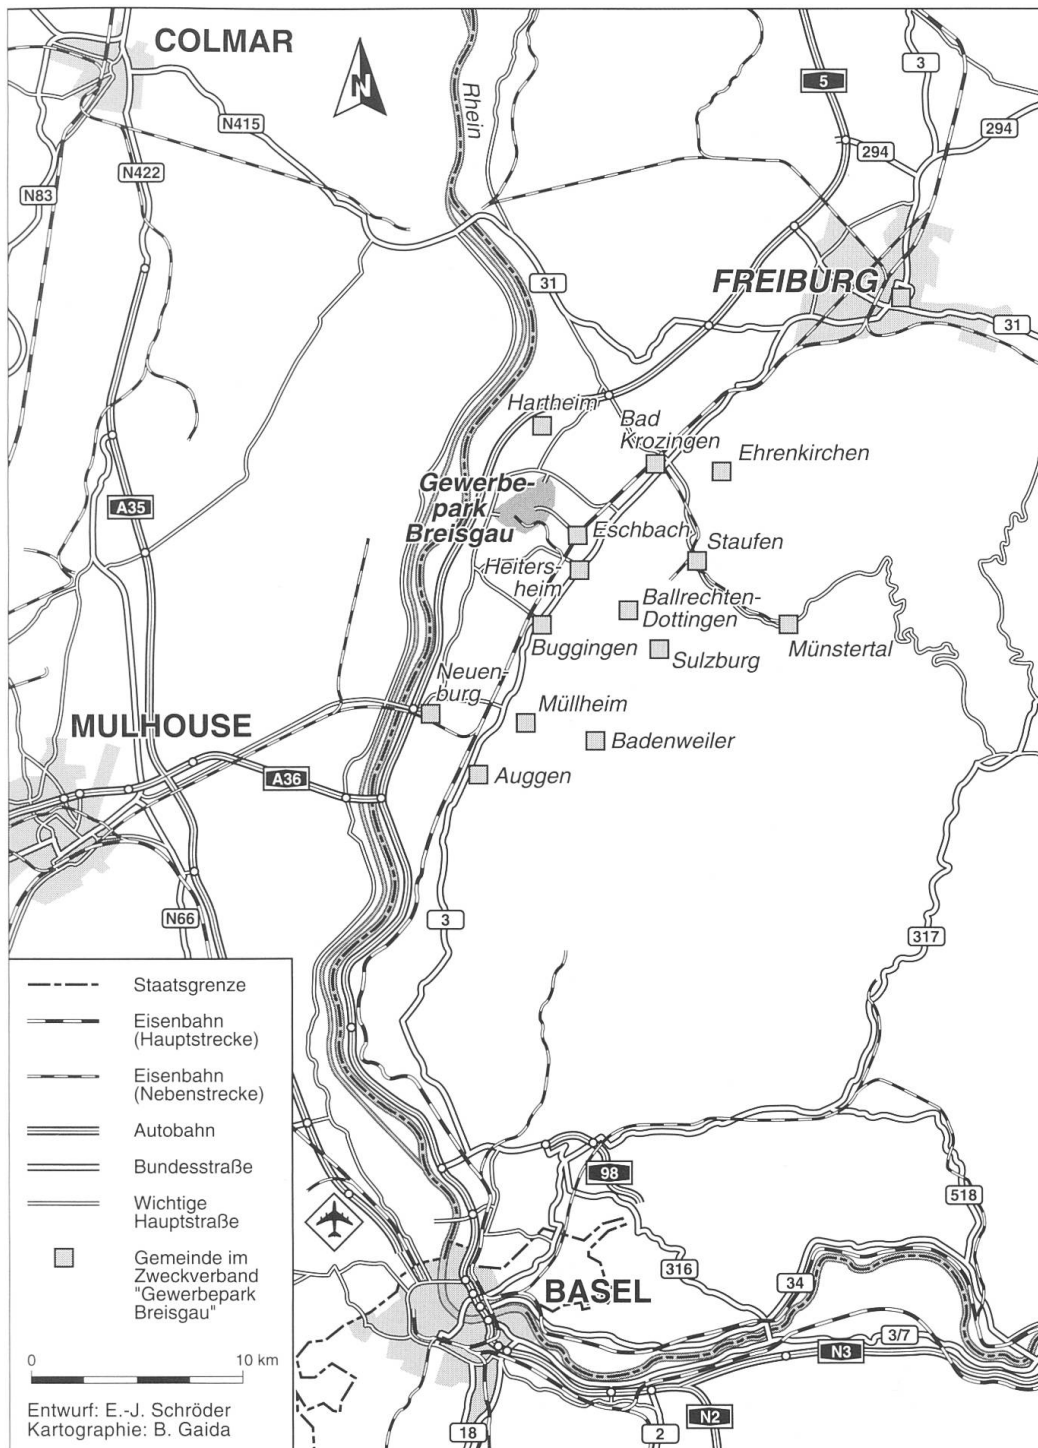 COLMAR
N
Rhein
5
3
N415
294
294
N422
N83
FREIBURG
31
31
Hartheim
Bad
Krozingen
Ehrenkirchen
Gewerbe-
park
Breisgau
A35
Eschbach
Staufen
Heiters-
heim
Ballrechten-
Dottingen
Buggingen
Sulzburg
Münstertal
Neuen-
burg
MULHOUSE
Müllheim
Badenweiler
A36
Auggen
N66
3
317
Staatsgrenze
Eisenbahn
(Hauptstrecke)
Eisenbahn
(Nebenstrecke)
Autobahn
Bundesstraße
Wichtige
Hauptstraße
Gemeinde im
Zweckverband
"Gewerbepark
Breisgau"
0 10 km
Entwurf: E.-J. Schröder
Kartographie: B. Gaida
98
518
316
34
BASEL
3/7
N3
N2
18
2